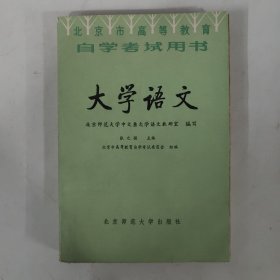 北京市高等教育
自学考试用书
大学语文
北京师范大学中文系大学语文教研室 编写
张之强 主编
北京市高等教育自学考试委员会 组编
北京师范大学出版社